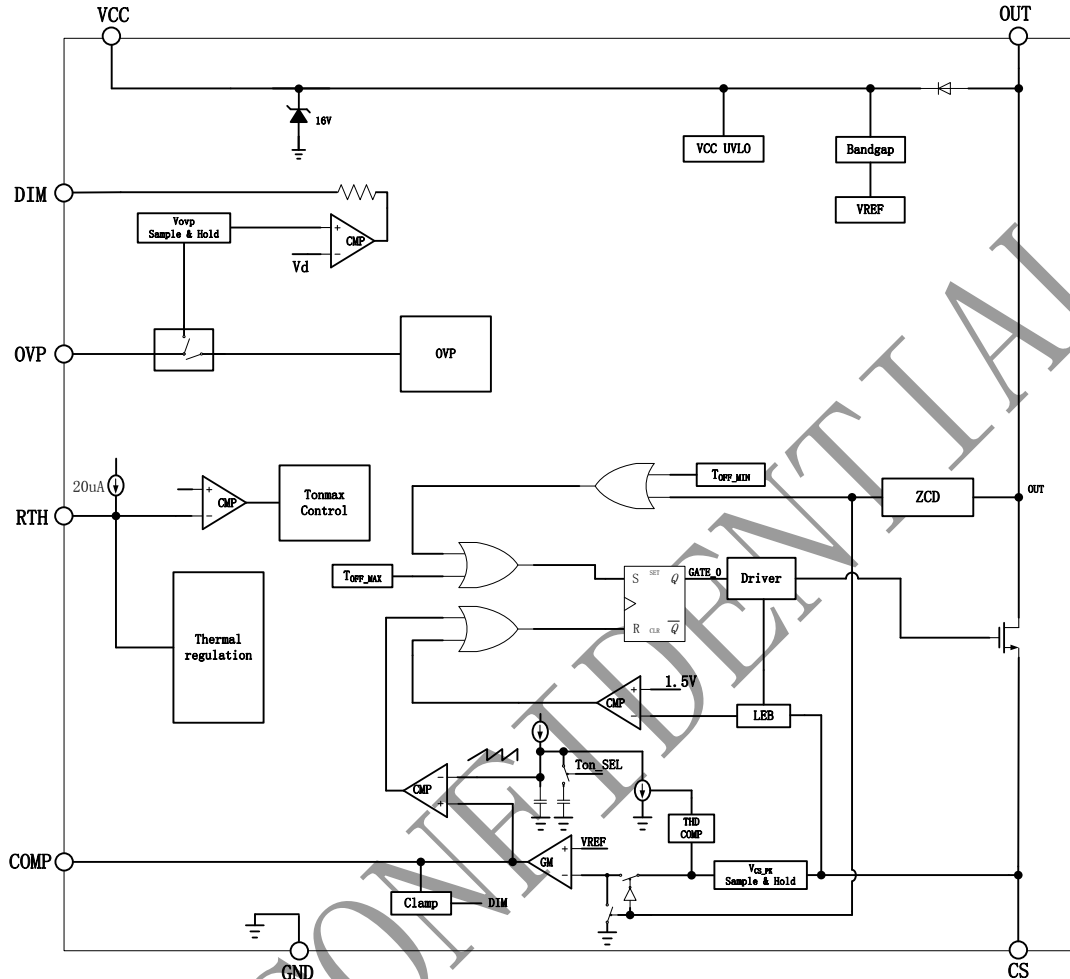 VCC
OUT
16V
VCC UVLO
Bandgap
VREF
DIM
Vovp
Sample & Hold
+
CMP
-
Vd
OVP
OVP
20uA
RTH
+
CMP
-
Tonmax
Control
TOFF_MIN
ZCD
OUT
TOFF_MAX
S SET Q
R CLR Q
GATE_0
Driver
Thermal
regulation
1.5V
+
CMP
-
LEB
Ton_SEL
-
CMP
+
THD
COMP
VREF
COMP
+
GM
-
VCS_PK
Sample & Hold
Clamp
DIM
GND
CS
CONFIDENTIAL